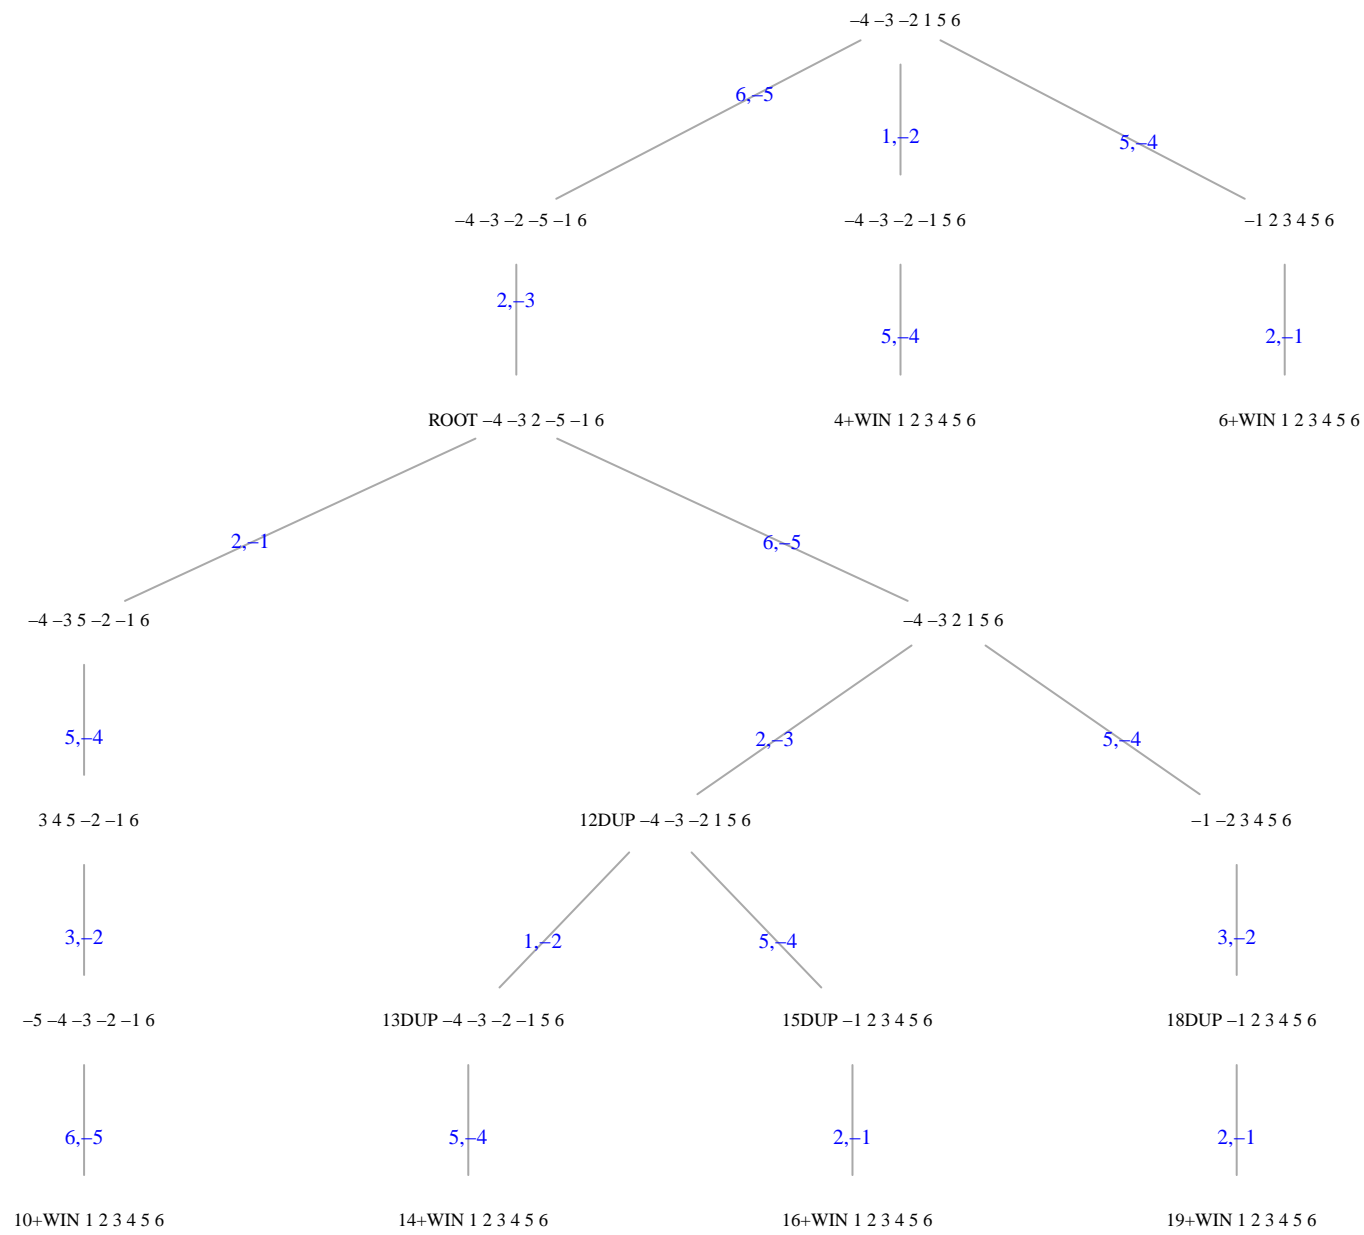 –4 –3 –2 1 5 6
6,–5
1,–2
5,–4
–4 –3 –2 –5 –1 6
–4 –3 –2 –1 5 6
–1 2 3 4 5 6
2,–3
5,–4
2,–1
ROOT –4 –3 2 –5 –1 6
4+WIN 1 2 3 4 5 6
6+WIN 1 2 3 4 5 6
2,–1
6,–5
–4 –3 5 –2 –1 6
–4 –3 2 1 5 6
5,–4
2,–3
5,–4
3 4 5 –2 –1 6
12DUP –4 –3 –2 1 5 6
–1 –2 3 4 5 6
3,–2
1,–2
5,–4
3,–2
–5 –4 –3 –2 –1 6
13DUP –4 –3 –2 –1 5 6
15DUP –1 2 3 4 5 6
18DUP –1 2 3 4 5 6
6,–5
5,–4
2,–1
2,–1
10+WIN 1 2 3 4 5 6
14+WIN 1 2 3 4 5 6
16+WIN 1 2 3 4 5 6
19+WIN 1 2 3 4 5 6